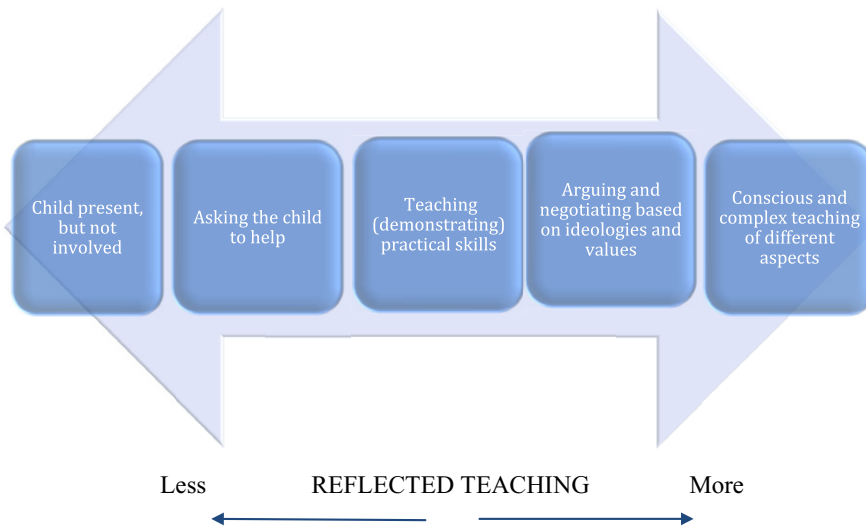 Child present,
but not
involved
Asking the child
to help
Teaching
(demonstrating)
practical skills
Arguing and
negotiating based
on ideologies and
values
Conscious and
complex teaching
of different
aspects
Less REFLECTED TEACHING More